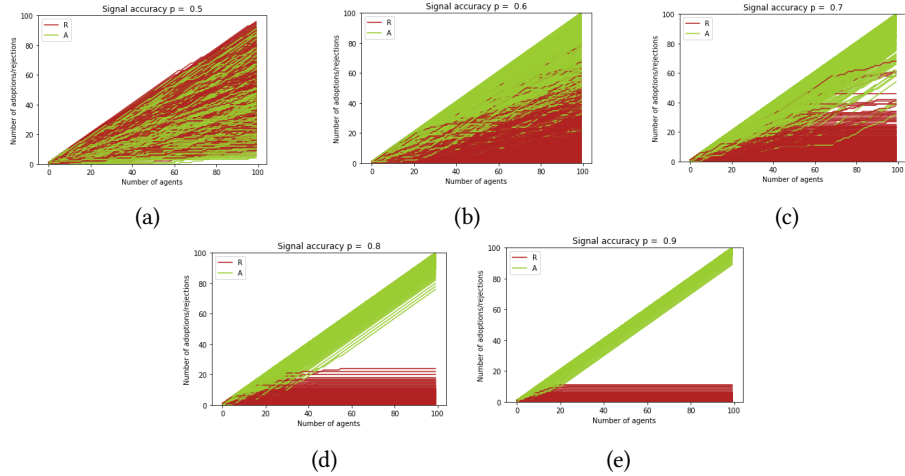 Signal accuracy p = 0.5
R
A
Number of adoptions/rejections
100
80
60
40
20
0
0 20 40 60 80 100
Number of agents
(a)
Signal accuracy p = 0.6
R
A
Number of adoptions/rejections
100
80
60
40
20
0
0 20 40 60 80 100
Number of agents
(b)
Signal accuracy p = 0.7
R
A
Number of adoptions/rejections
100
80
60
40
20
0
0 20 40 60 80 100
Number of agents
(c)
Signal accuracy p = 0.8
R
A
Number of adoptions/rejections
100
80
60
40
20
0
0 20 40 60 80 100
Number of agents
(d)
Signal accuracy p = 0.9
R
A
Number of adoptions/rejections
100
80
60
40
20
0
0 20 40 60 80 100
Number of agents
(e)